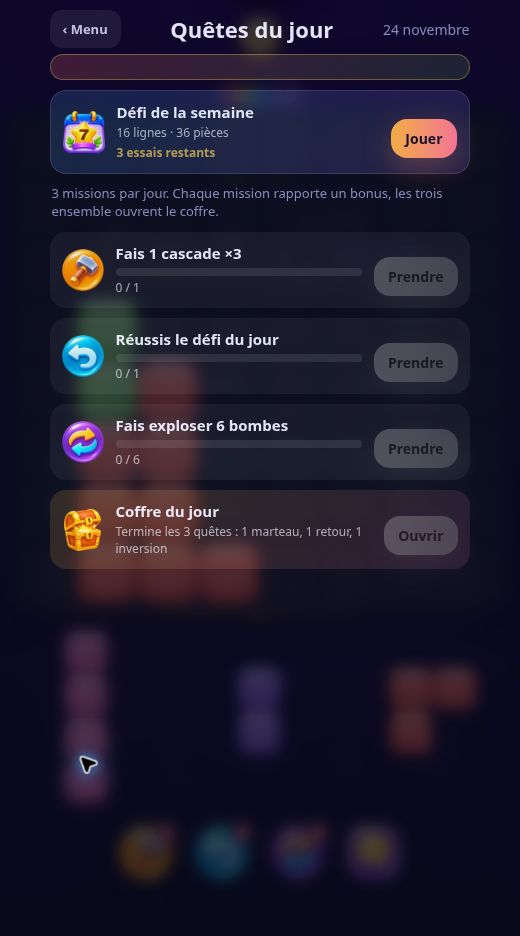 ‹ Menu
Quêtes du jour
24 novembre
7
Défi de la semaine
16 lignes · 36 pièces
3 essais restants
Jouer
3 missions par jour. Chaque mission rapporte un bonus, les trois
ensemble ouvrent le coffre.
Fais 1 cascade ×3
0 / 1
Prendre
Réussis le défi du jour
0 / 1
Prendre
Fais exploser 6 bombes
0 / 6
Prendre
Coffre du jour
Termine les 3 quêtes : 1 marteau, 1 retour, 1
inversion
Ouvrir